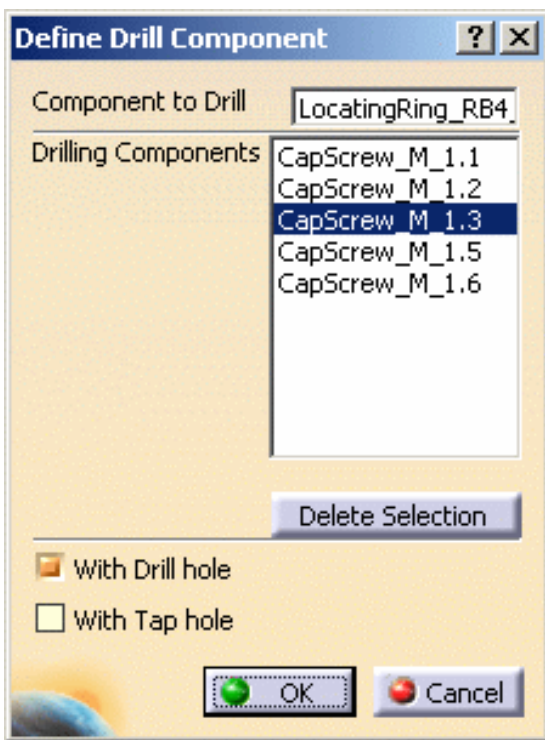 Define Drill Component
Component to Drill LocatingRing_RB4_
Drilling Components
CapScrew_M_1.1
CapScrew_M_1.2
CapScrew_M_1.3
CapScrew_M_1.5
CapScrew_M_1.6
Delete Selection
With Drill hole
With Tap hole
OK Cancel